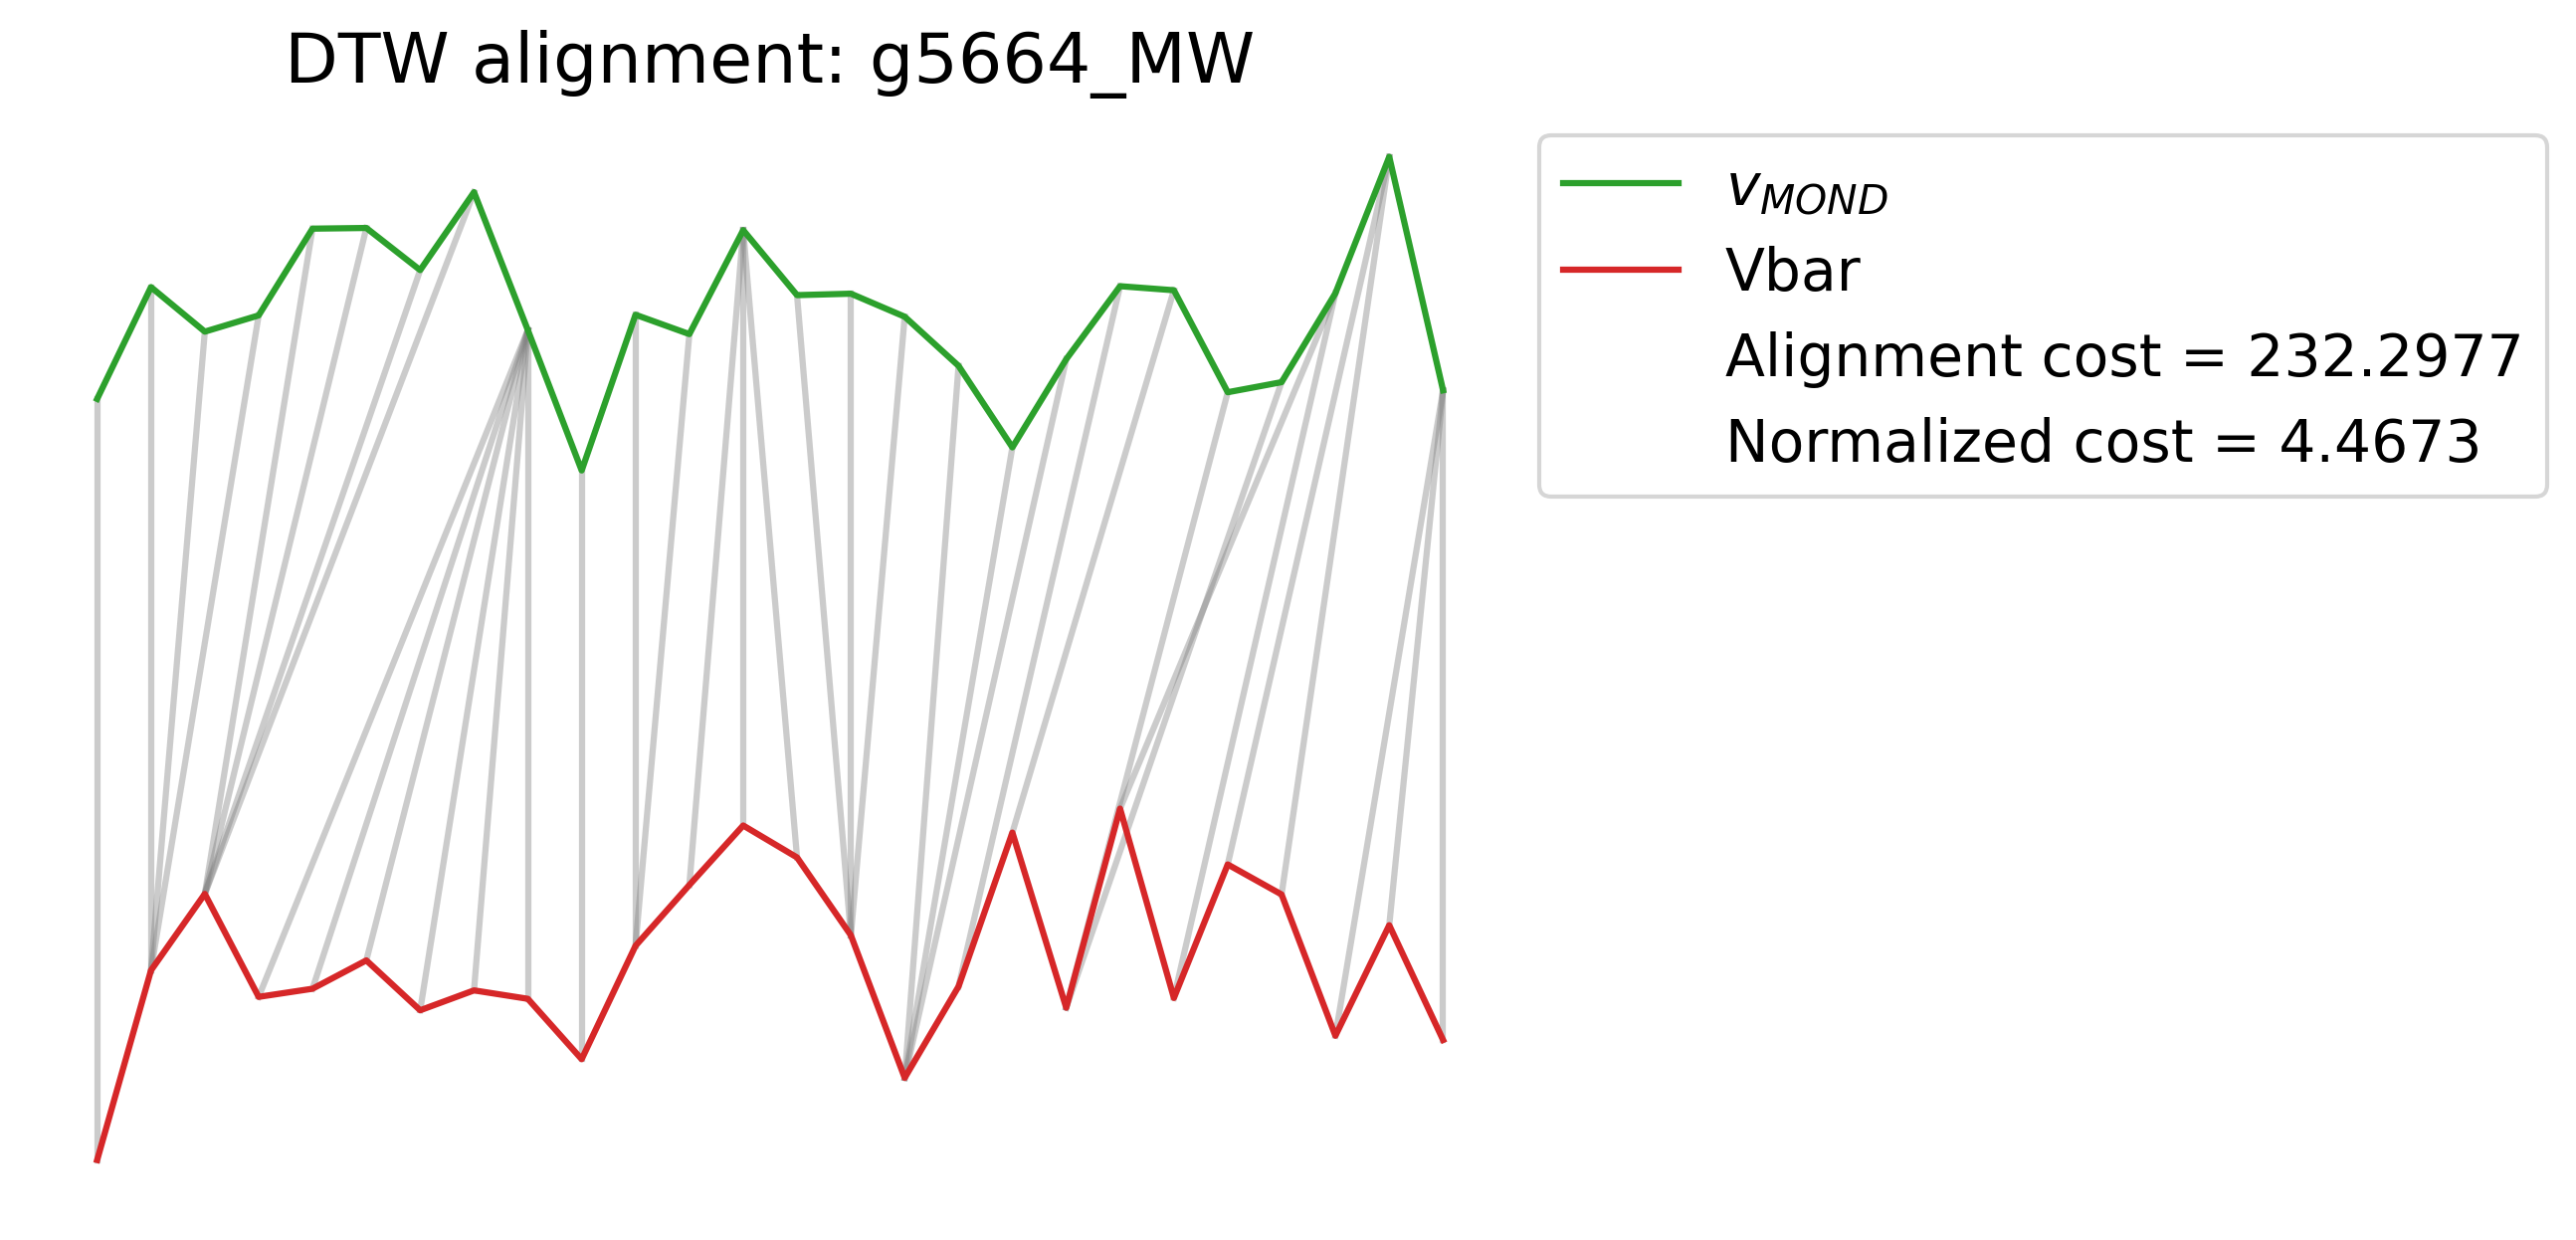 DTW alignment: g5664_MW
v_MOND
Vbar
Alignment cost = 232.2977
Normalized cost = 4.4673